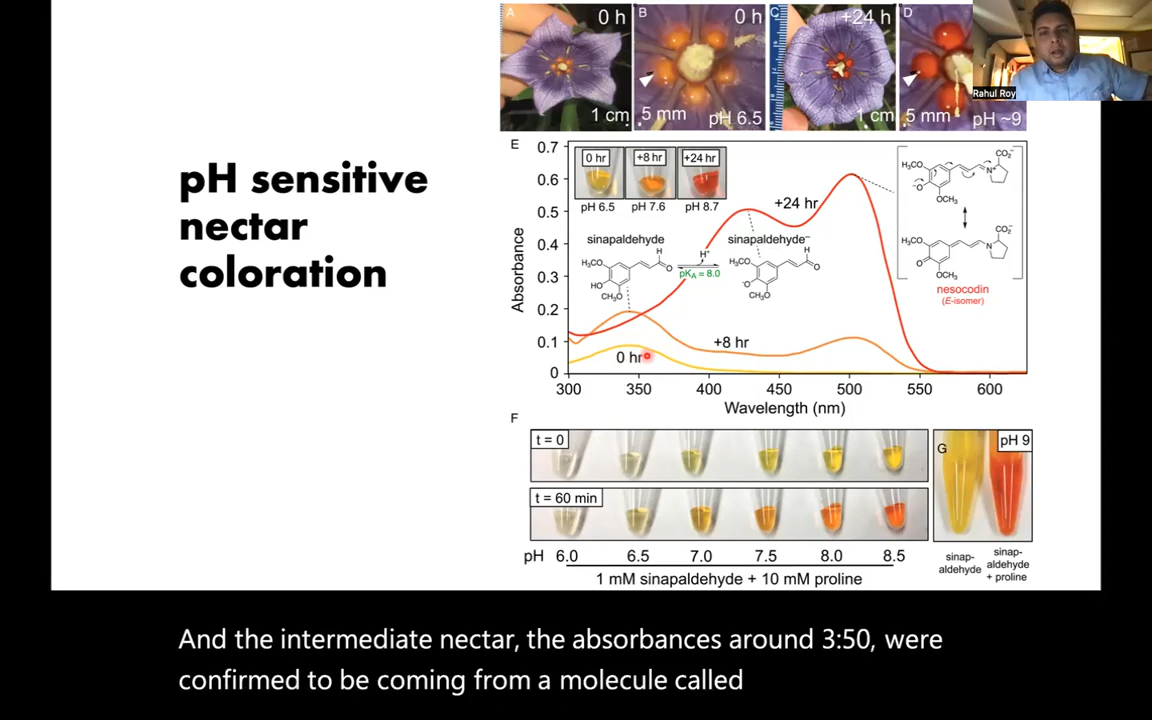 pH sensitive
nectar
coloration
A
0 h
1 cm
B
0 h
.5 mm
pH 6.5
C
+24 h
1 cm
D
.5 mm
pH ~9
Rahul Roy
E
0.7
0.6
0.5
0.4
0.3
0.2
0.1
0
Absorbance
300
350
400
450
500
550
600
Wavelength (nm)
0 hr
+8 hr
+24 hr
pH 6.5
pH 7.6
pH 8.7
sinapaldehyde
MeOCO
H⁺
pKA = 8.0
sinapaldehyde⁻
+24 hr
+8 hr
0 hr
nesocodin
(E-isomer)
F
t = 0
t = 60 min
pH 6.0 6.5 7.0 7.5 8.0 8.5
1 mM sinapaldehyde + 10 mM proline
G
pH 9
sinap-
aldehyde
sinap-
aldehyde
+ proline
And the intermediate nectar, the absorbances around 3:50, were
confirmed to be coming from a molecule called